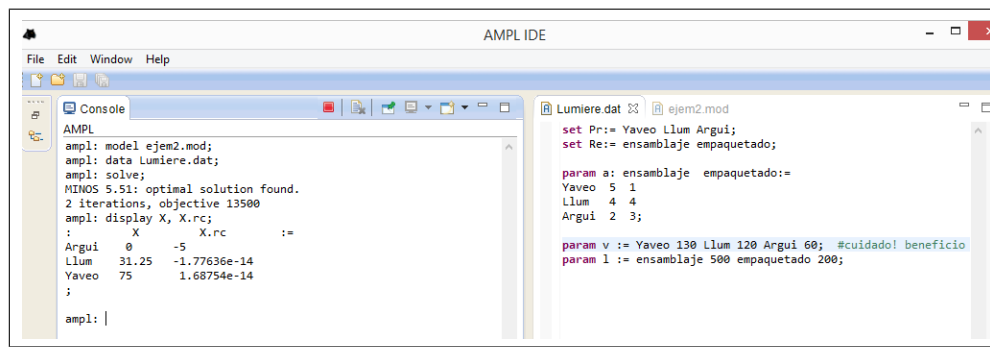 AMPL IDE
File Edit Window Help
Console
AMPL
ampl: model ejem2.mod;
ampl: data Lumiere.dat;
ampl: solve;
MINOS 5.51: optimal solution found.
2 iterations, objective 13500
ampl: display X, X.rc;
: X X.rc :=
Argui 0 -5
Llum 31.25 -1.77636e-14
Yaveo 75 1.68754e-14
;
ampl:
Lumiere.dat ejem2.mod
set Pr:= Yaveo Llum Argui;
set Re:= ensamblaje empaquetado;
param a: ensamblaje empaquetado:=
Yaveo 5 1
Llum 4 4
Argui 2 3;
param v := Yaveo 130 Llum 120 Argui 60; #cuidado! beneficio
param l := ensamblaje 500 empaquetado 200;